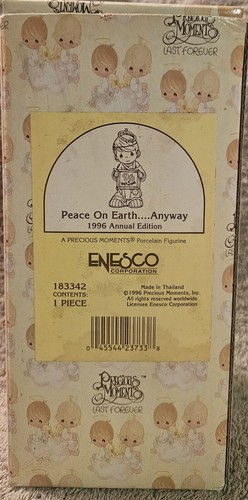 PRECIOUS MOMENTS™
LAST FOREVER
Peace On Earth....Anyway
1996 Annual Edition
A PRECIOUS MOMENTS® Porcelain Figurine
ENESCO
CORPORATION
183342
CONTENTS:
1 PIECE
Made in Thailand
©1996 Precious Moments, Inc.
All rights reserved worldwide
Licensee Enesco Corporation
0 45544 23733 8
PRECIOUS MOMENTS™
LAST FOREVER